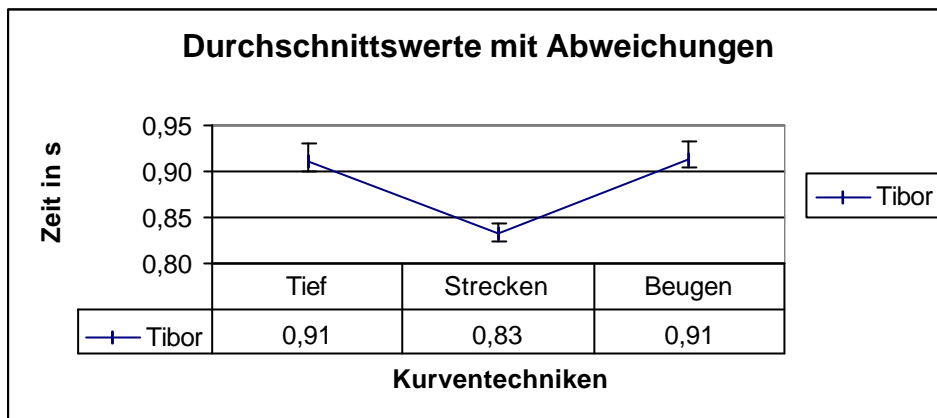 Durchschnittswerte mit Abweichungen
Zeit in s
0,95
0,90
0,85
0,80
Tibor
Tief Strecken Beugen
Tibor 0,91 0,83 0,91
Kurventechniken